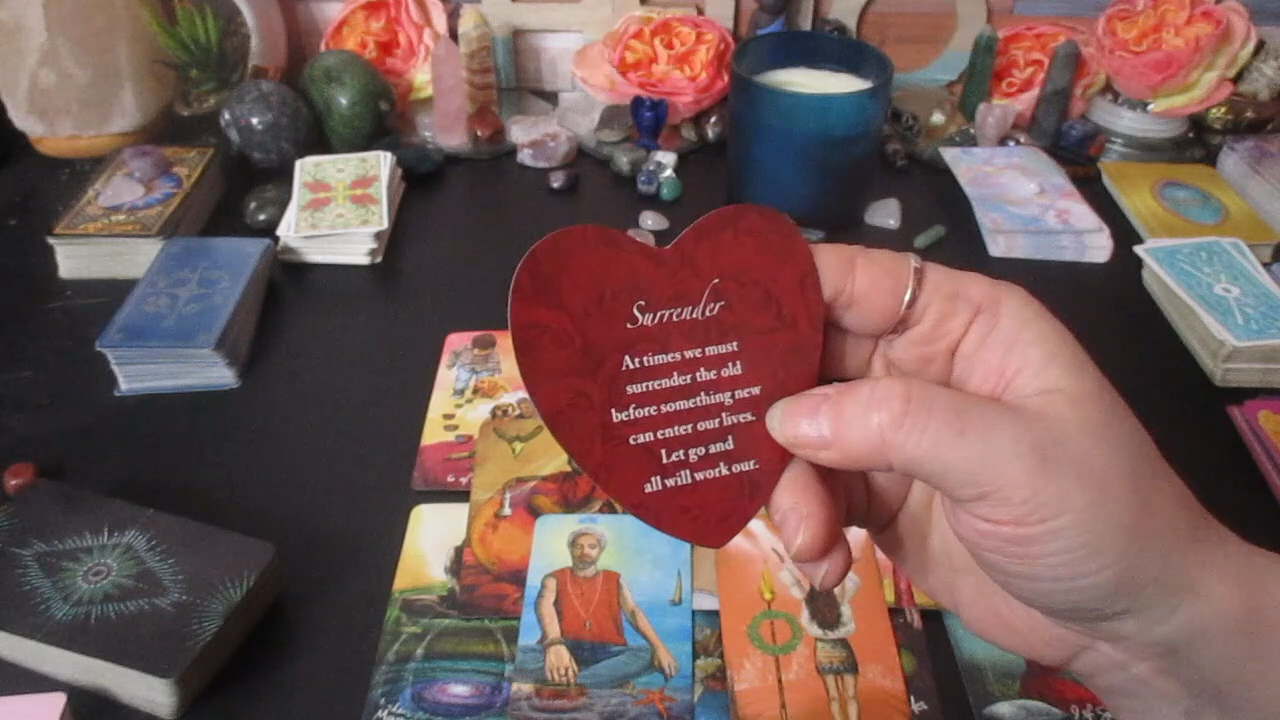 Surrender
At times we must
surrender the old
before something new
can enter our lives.
Let go and
all will work our.